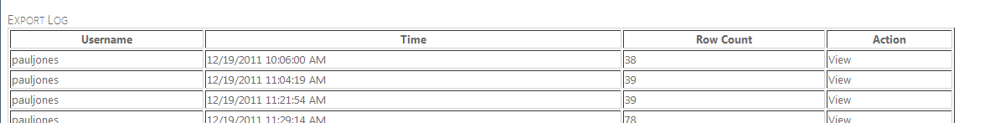 Export Log
Username Time Row Count Action
pauljones 12/19/2011 10:06:00 AM 38 View
pauljones 12/19/2011 11:04:19 AM 39 View
pauljones 12/19/2011 11:21:54 AM 39 View
pauljones 12/19/2011 11:29:14 AM 78 View